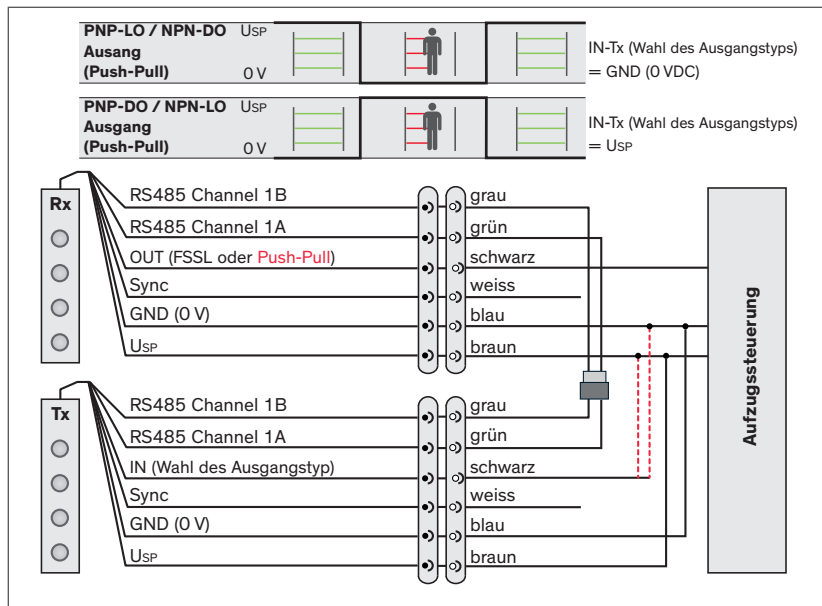 PNP-LO / NPN-DO USP
Ausang
(Push-Pull) 0 V
IN-Tx (Wahl des Ausgangstyps)
= GND (0 VDC)
PNP-DO / NPN-LO USP
Ausgang
(Push-Pull) 0 V
IN-Tx (Wahl des Ausgangstyps)
= USP
Rx
RS485 Channel 1B grau
RS485 Channel 1A grün
OUT (FSSL oder Push-Pull) schwarz
Sync weiss
GND (0 V) blau
USP braun
Aufzugssteuerung
Tx
RS485 Channel 1B grau
RS485 Channel 1A grün
IN (Wahl des Ausgangstyp) schwarz
Sync weiss
GND (0 V) blau
USP braun